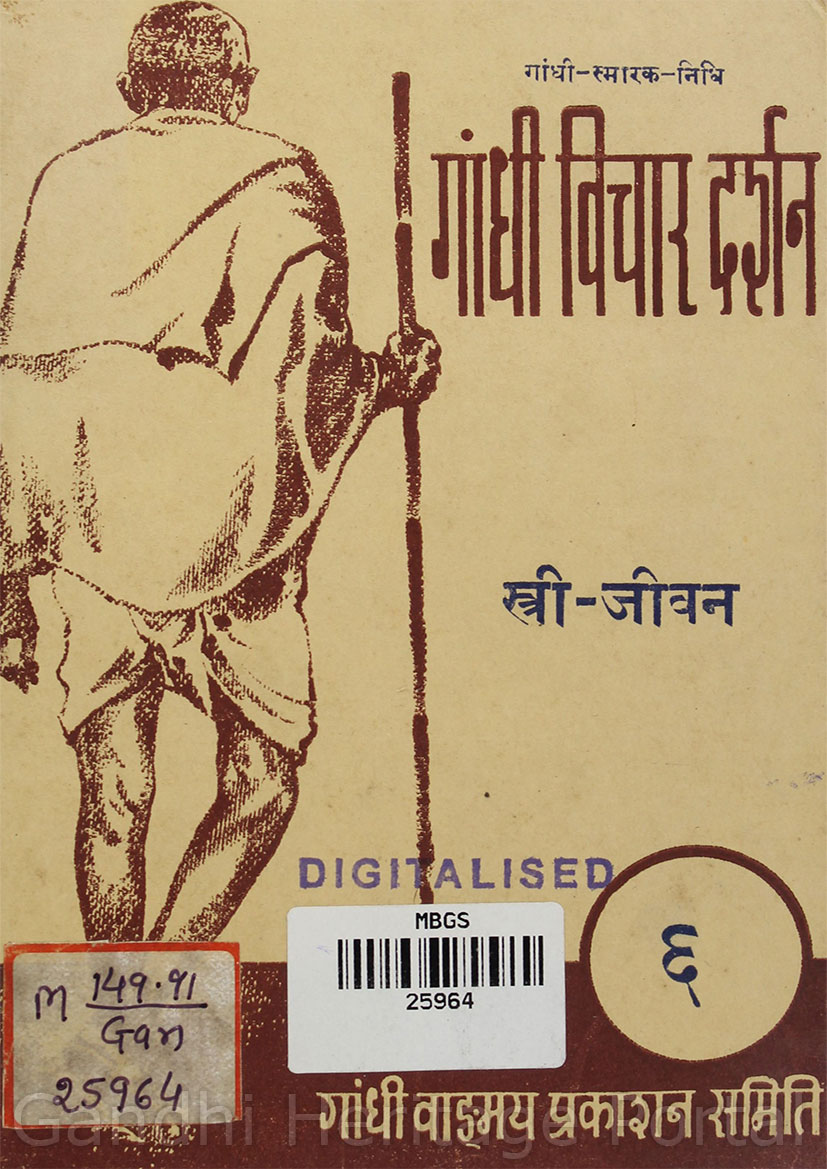 गांधी-स्मारक-निधि
गांधी विचार दर्शन
स्त्री-जीवन
DIGITALISED
MBGS
25964
६
M 149.91
Gan
25964
गांधी वाङ्मय प्रकाशन समिति
Gandhi Heritage Portal